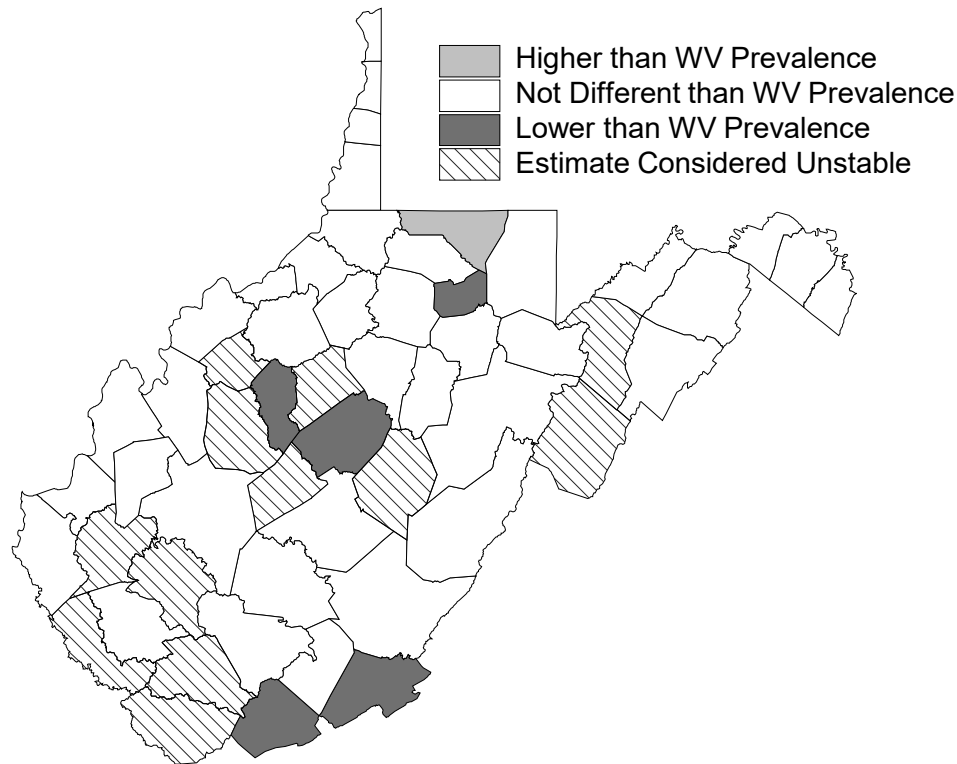 Higher than WV Prevalence
Not Different than WV Prevalence
Lower than WV Prevalence
Estimate Considered Unstable